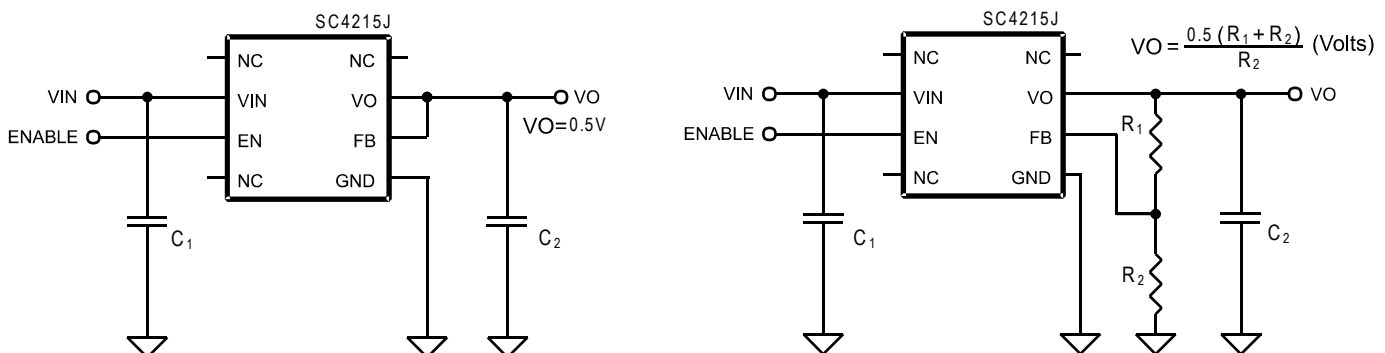 SC4215J
NC
NC
VIN
VIN
VO
VO
VO=0.5V
ENABLE
EN
FB
NC
GND
C1
C2
SC4215J
VO = 0.5 (R1 + R2) / R2 (Volts)
NC
NC
VIN
VIN
VO
VO
R1
ENABLE
EN
FB
NC
GND
C1
C2
R2